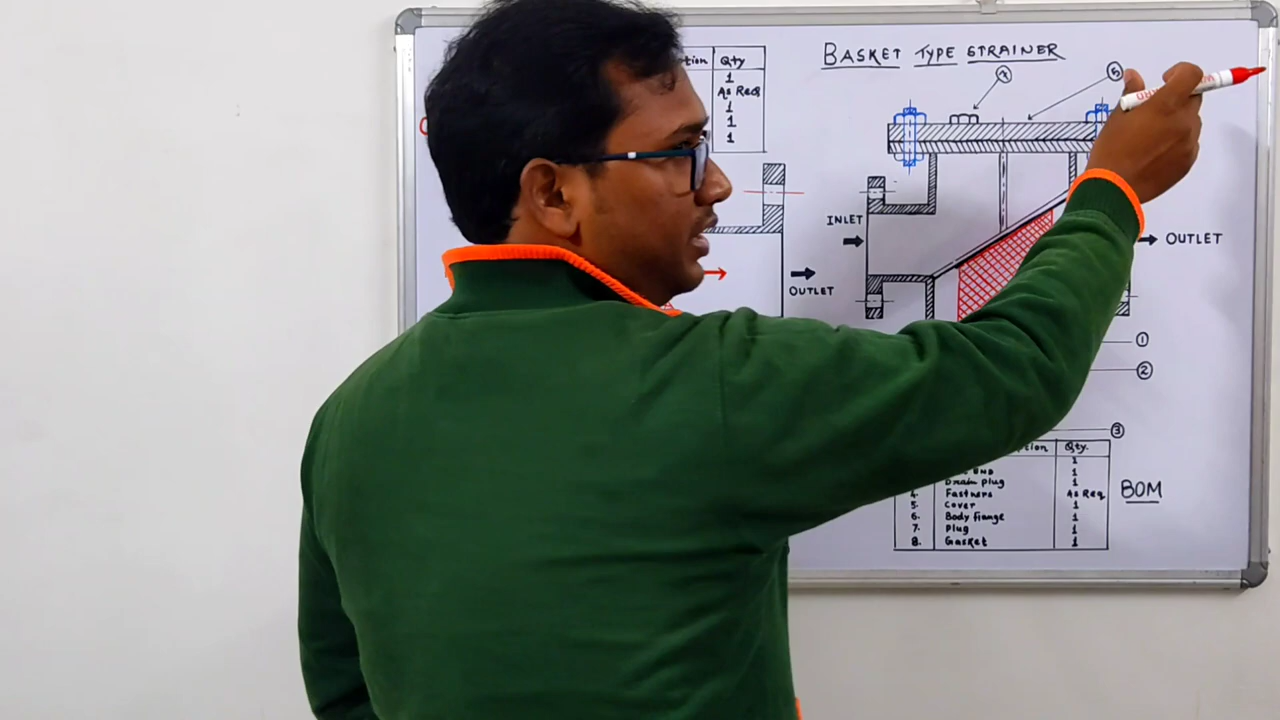 Qty
1
As Req
1
1
1
OUTLET
BASKET TYPE STRAINER
7
5
INLET
OUTLET
1
2
3
Qty.
1
1
Drain Plug 1
4. Fastners As Req
5. Cover 1
6. Body Flange 1
7. Plug 1
8. Gasket 1
BOM